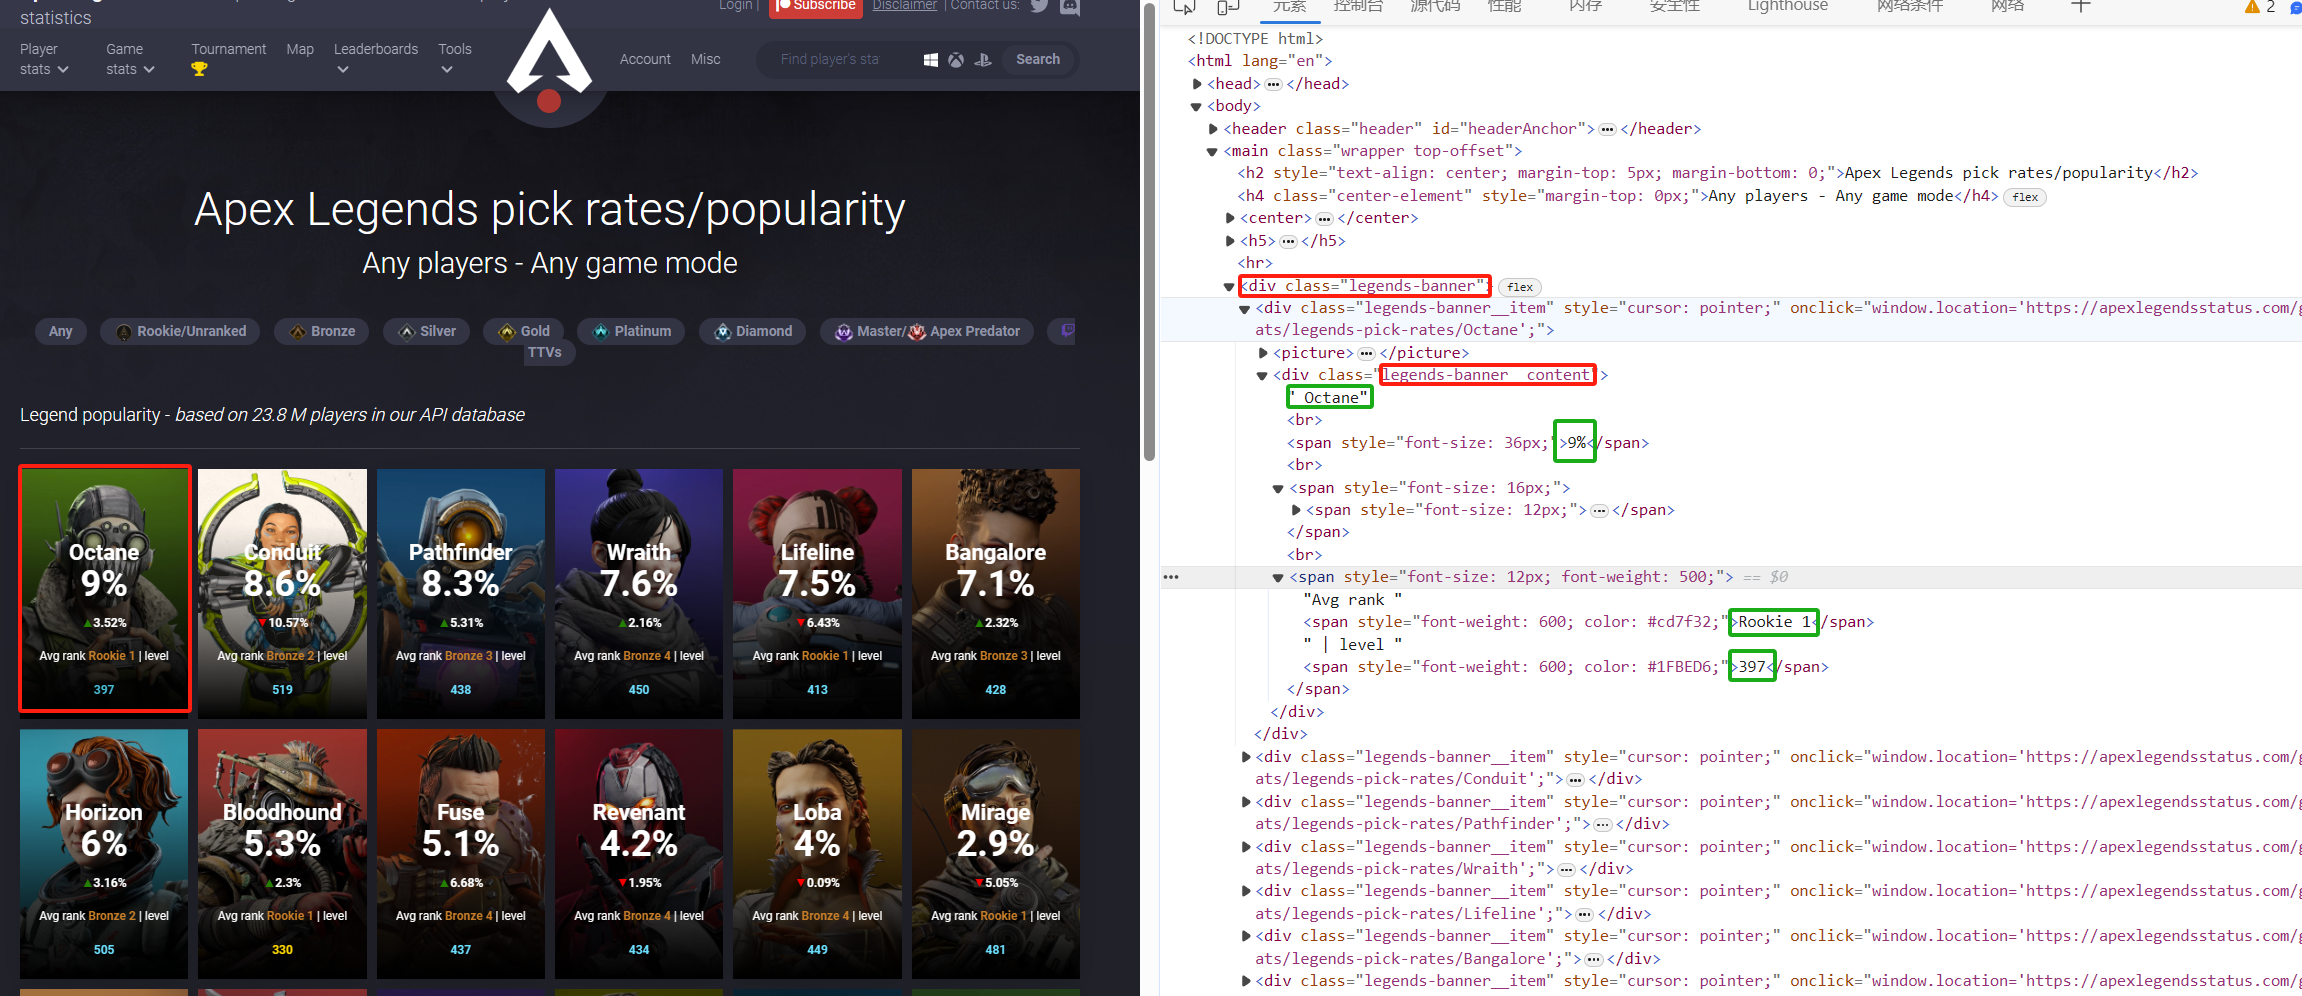 statistics
Login |
Subscribe
Disclaimer
| Contact us:
Player stats
Game stats
Tournament
Map
Leaderboards
Tools
Account
Misc
Find player's sta
Search
Apex Legends pick rates/popularity
Any players - Any game mode
Any
Rookie/Unranked
Bronze
Silver
Gold
Platinum
Diamond
Master/ Apex Predator
TTVs
Legend popularity - based on 23.8 M players in our API database
Octane
9%
▲3.52%
Avg rank Rookie 1 | level
397
Conduit
8.6%
▼10.57%
Avg rank Bronze 2 | level
519
Pathfinder
8.3%
▲5.31%
Avg rank Bronze 3 | level
438
Wraith
7.6%
▲2.16%
Avg rank Bronze 4 | level
450
Lifeline
7.5%
▼6.43%
Avg rank Rookie 1 | level
413
Bangalore
7.1%
▲2.32%
Avg rank Bronze 3 | level
428
Horizon
6%
▲3.16%
Avg rank Bronze 2 | level
505
Bloodhound
5.3%
▲2.3%
Avg rank Rookie 1 | level
330
Fuse
5.1%
▲6.68%
Avg rank Bronze 4 | level
437
Revenant
4.2%
▼1.95%
Avg rank Bronze 4 | level
434
Loba
4%
▼0.09%
Avg rank Bronze 4 | level
449
Mirage
2.9%
▼5.05%
Avg rank Rookie 1 | level
481
元素
控制台
源代码
性能
内存
安全性
Lighthouse
网络条件
网络
2
<!DOCTYPE html>
<html lang="en">
<head>…</head>
<body>
<header class="header" id="headerAnchor">…</header>
<main class="wrapper top-offset">
<h2 style="text-align: center; margin-top: 5px; margin-bottom: 0;">Apex Legends pick rates/popularity</h2>
<h4 class="center-element" style="margin-top: 0px;">Any players - Any game mode</h4> flex
<center>…</center>
<h5>…</h5>
<hr>
<div class="legends-banner"> flex
<div class="legends-banner__item" style="cursor: pointer;" onclick="window.location='https://apexlegendsstatus.com/g
ats/legends-pick-rates/Octane';">
<picture>…</picture>
<div class="legends-banner__content">
" Octane"
<br>
<span style="font-size: 36px;">9%</span>
<br>
<span style="font-size: 16px;">
<span style="font-size: 12px;">…</span>
</span>
<br>
<span style="font-size: 12px; font-weight: 500;"> == $0
"Avg rank "
<span style="font-weight: 600; color: #cd7f32;">Rookie 1</span>
" | level "
<span style="font-weight: 600; color: #1FBED6;">397</span>
</span>
</div>
</div>
<div class="legends-banner__item" style="cursor: pointer;" onclick="window.location='https://apexlegendsstatus.com/g
ats/legends-pick-rates/Conduit';">…</div>
<div class="legends-banner__item" style="cursor: pointer;" onclick="window.location='https://apexlegendsstatus.com/g
ats/legends-pick-rates/Pathfinder';">…</div>
<div class="legends-banner__item" style="cursor: pointer;" onclick="window.location='https://apexlegendsstatus.com/g
ats/legends-pick-rates/Wraith';">…</div>
<div class="legends-banner__item" style="cursor: pointer;" onclick="window.location='https://apexlegendsstatus.com/g
ats/legends-pick-rates/Lifeline';">…</div>
<div class="legends-banner__item" style="cursor: pointer;" onclick="window.location='https://apexlegendsstatus.com/g
ats/legends-pick-rates/Bangalore';">…</div>
<div class="legends-banner__item" style="cursor: pointer;" onclick="window.location='https://apexlegendsstatus.com/g